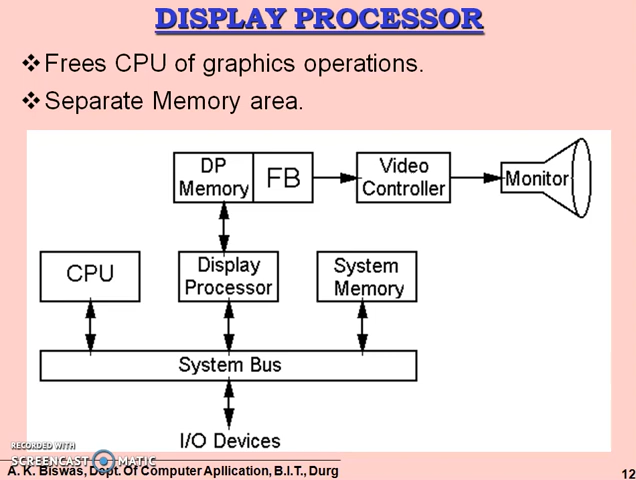 DISPLAY PROCESSOR
❖Frees CPU of graphics operations.
❖Separate Memory area.
DP
Memory
FB
Video
Controller
Monitor
CPU
Display
Processor
System
Memory
System Bus
I/O Devices
RECORDED WITH
SCREENCAST MATIC
A. K. Biswas, Dept. Of Computer Apllication, B.I.T., Durg
12